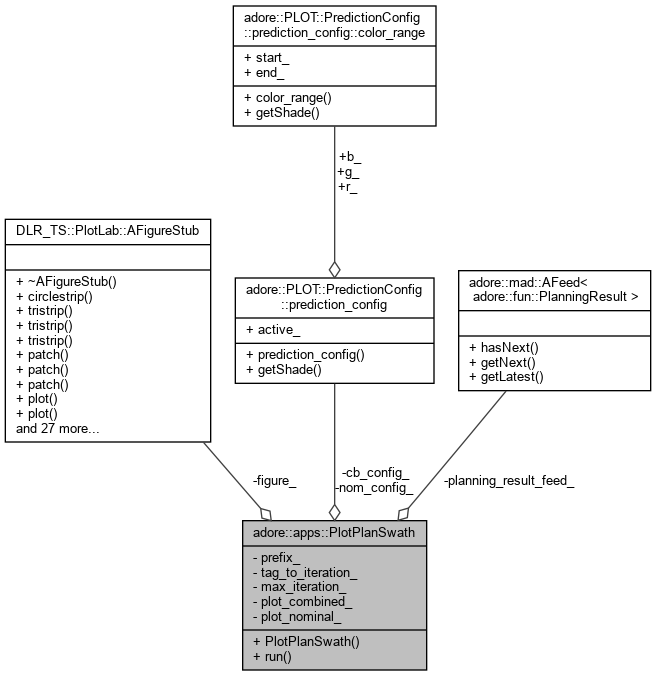 adore::PLOT::PredictionConfig
::prediction_config::color_range
+ start_
+ end_
+ color_range()
+ getShade()
+b_
+g_
+r_
DLR_TS::PlotLab::AFigureStub
+ ~AFigureStub()
+ circlestrip()
+ tristrip()
+ tristrip()
+ tristrip()
+ patch()
+ patch()
+ patch()
+ plot()
+ plot()
and 27 more...
adore::PLOT::PredictionConfig
::prediction_config
+ active_
+ prediction_config()
+ getShade()
adore::mad::AFeed<
adore::fun::PlanningResult >
+ hasNext()
+ getNext()
+ getLatest()
-figure_
-cb_config_
-nom_config_
-planning_result_feed_
adore::apps::PlotPlanSwath
- prefix_
- tag_to_iteration_
- max_iteration_
- plot_combined_
- plot_nominal_
+ PlotPlanSwath()
+ run()